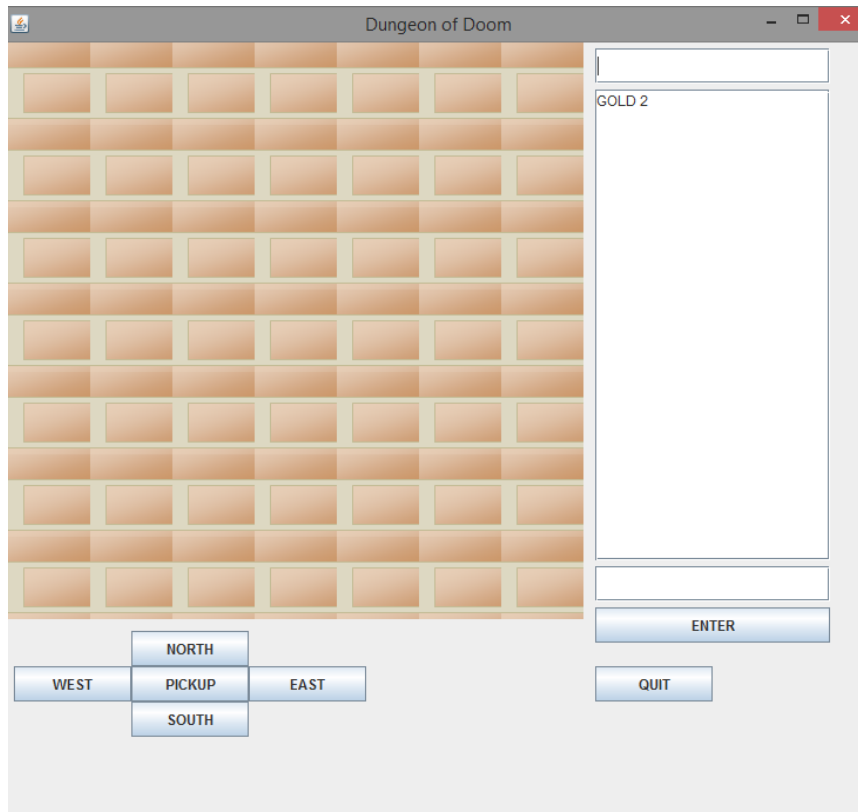 Dungeon of Doom
GOLD 2
ENTER
NORTH
WEST PICKUP EAST
QUIT
SOUTH